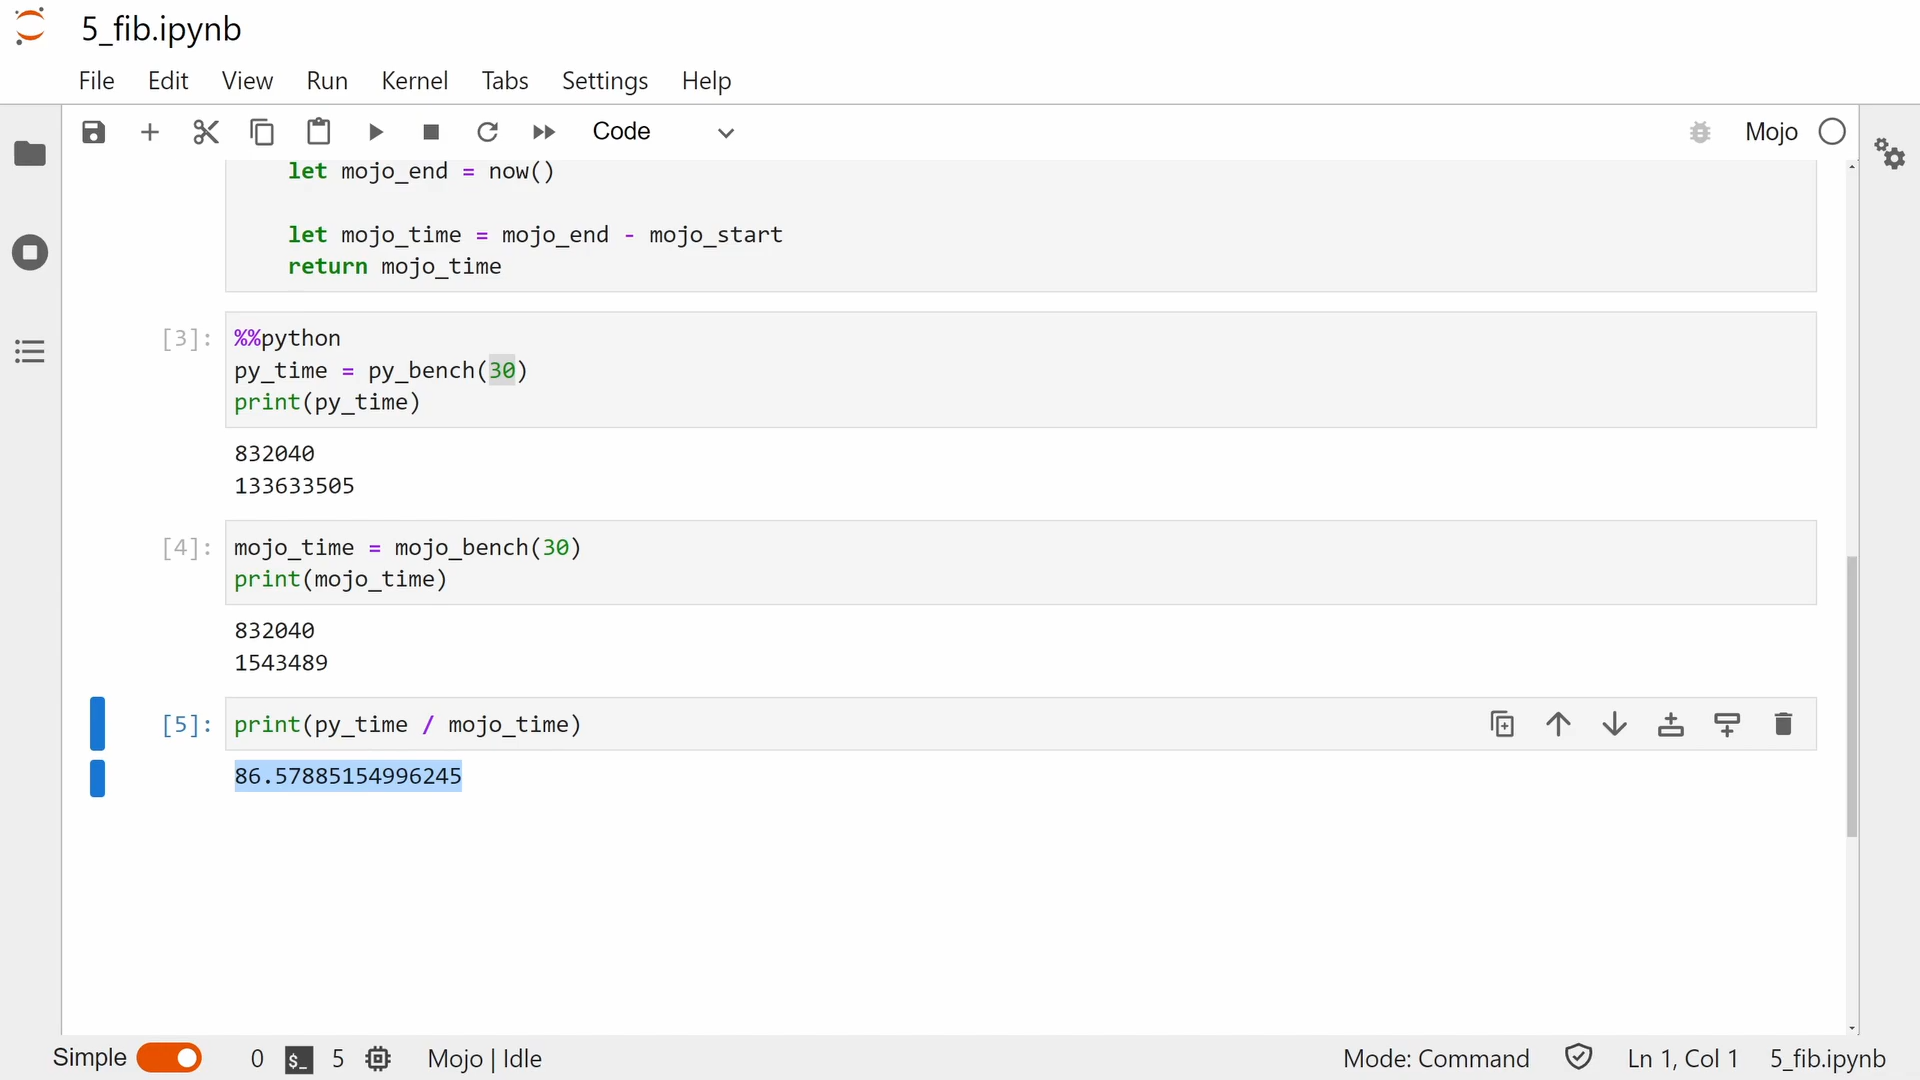 5_fib.ipynb
File Edit View Run Kernel Tabs Settings Help
Code Mojo
let mojo_end = now()
let mojo_time = mojo_end - mojo_start
return mojo_time
[3]: %%python
py_time = py_bench(30)
print(py_time)
832040
133633505
[4]: mojo_time = mojo_bench(30)
print(mojo_time)
832040
1543489
[5]: print(py_time / mojo_time)
86.57885154996245
Simple 0 $_ 5 Mojo | Idle Mode: Command Ln 1, Col 1 5_fib.ipynb